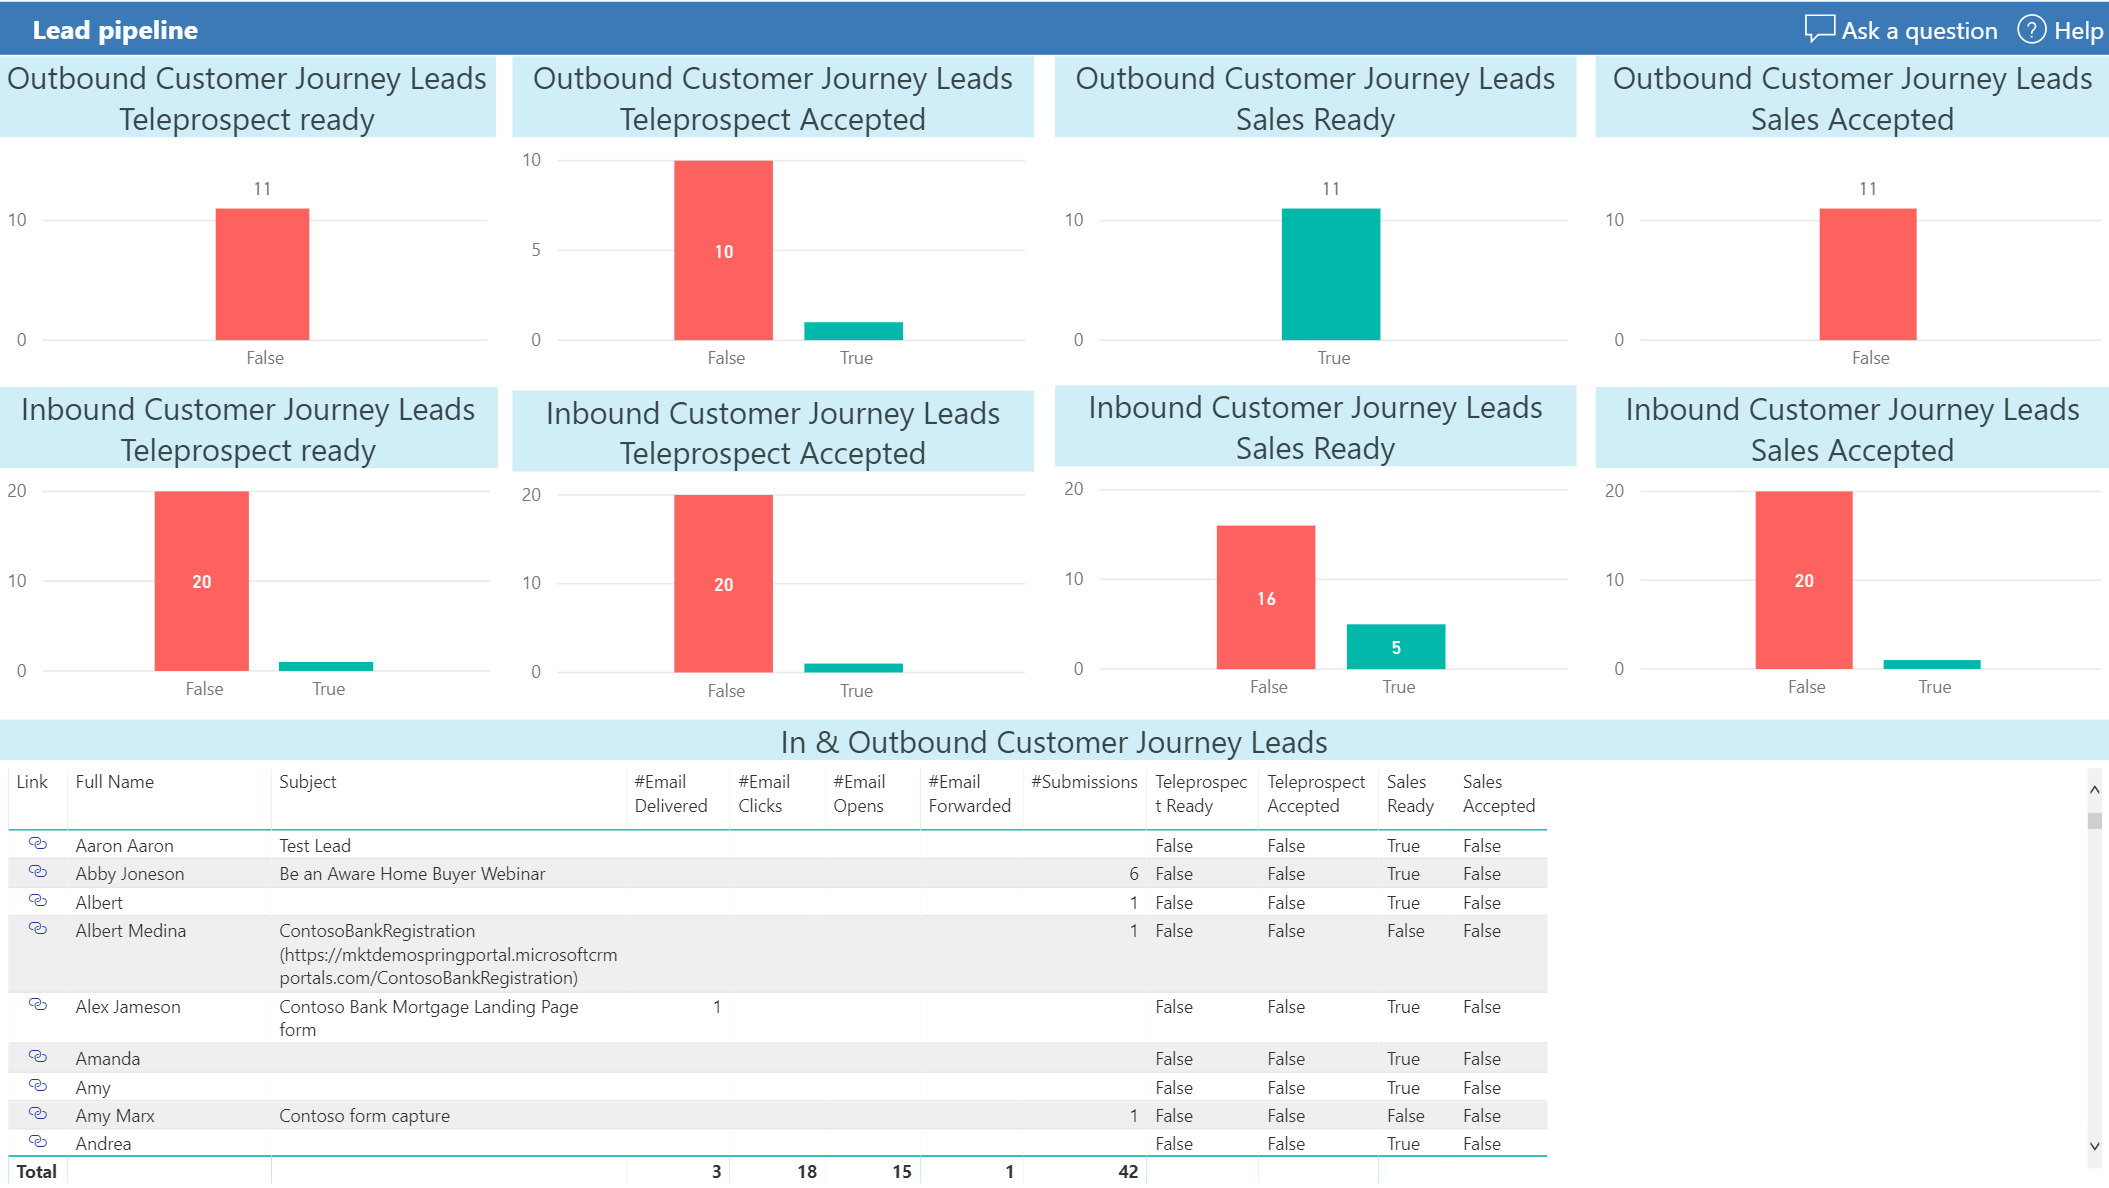 Lead pipeline
Ask a question
Help
Outbound Customer Journey Leads
Teleprospect ready
11
10
0
False
Outbound Customer Journey Leads
Teleprospect Accepted
10
5
0
10
False True
Outbound Customer Journey Leads
Sales Ready
11
10
0
True
Outbound Customer Journey Leads
Sales Accepted
11
10
0
False
Inbound Customer Journey Leads
Teleprospect ready
20
10
0
20
False True
Inbound Customer Journey Leads
Teleprospect Accepted
20
10
0
20
False True
Inbound Customer Journey Leads
Sales Ready
20
10
0
16
5
False True
Inbound Customer Journey Leads
Sales Accepted
20
10
0
20
False True
In & Outbound Customer Journey Leads
Link Full Name Subject #Email #Email #Email #Email #Submissions Teleprospec Teleprospect Sales Sales
Delivered Clicks Opens Forwarded t Ready Accepted Ready Accepted
Aaron Aaron Test Lead False False True False
Abby Joneson Be an Aware Home Buyer Webinar 6 False False True False
Albert 1 False False True False
Albert Medina ContosoBankRegistration 1 False False False False
(https://mktdemospringportal.microsoftcrm
portals.com/ContosoBankRegistration)
Alex Jameson Contoso Bank Mortgage Landing Page 1 False False True False
form
Amanda False False True False
Amy False False True False
Amy Marx Contoso form capture 1 False False False False
Andrea False False True False
Total 3 18 15 1 42